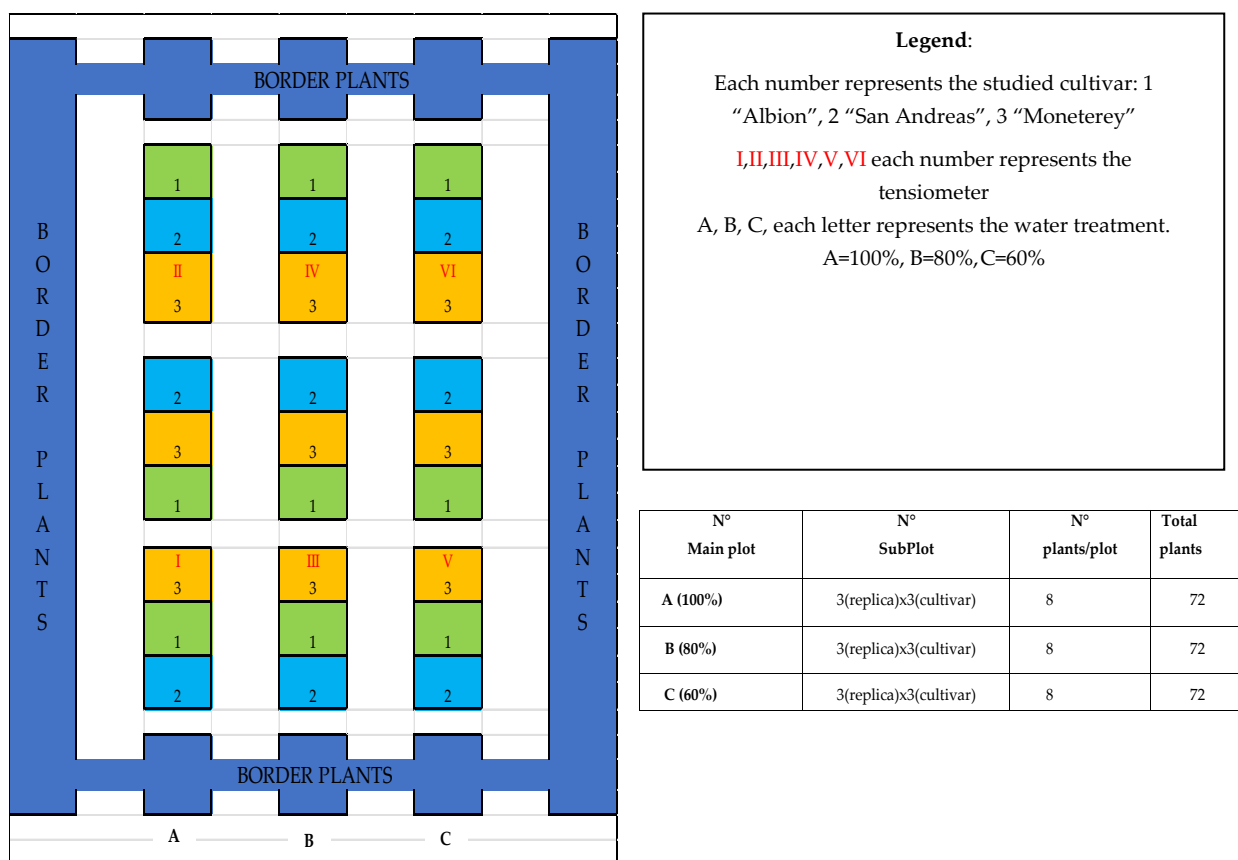 BORDER PLANTS
BORDER PLANTS
1 1 1
2 2 2
II IV VI
3 3 3
2 2 2
3 3 3
1 1 1
I III V
3 3 3
1 1 1
2 2 2
BORDER PLANTS
BORDER PLANTS
A B C
Legend:
Each number represents the studied cultivar: 1
“Albion”, 2 “San Andreas”, 3 “Moneterey”
I,II,III,IV,V,VI each number represents the
tensiometer
A, B, C, each letter represents the water treatment.
A=100%, B=80%, C=60%
N° N° N° Total
Main plot SubPlot plants/plot plants
A (100%) 3(replica)x3(cultivar) 8 72
B (80%) 3(replica)x3(cultivar) 8 72
C (60%) 3(replica)x3(cultivar) 8 72